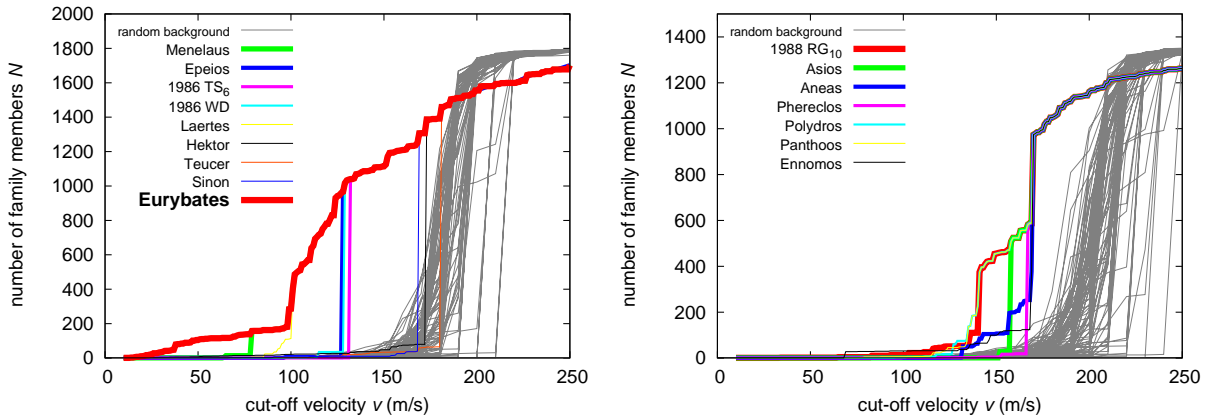 number of family members N
1800
1600
1400
1200
1000
800
600
400
200
0
random background
Menelaus
Epeios
1986 TS6
1986 WD
Laertes
Hektor
Teucer
Sinon
Eurybates
0 50 100 150 200 250
cut-off velocity v (m/s)
number of family members N
1400
1200
1000
800
600
400
200
0
random background
1988 RG10
Asios
Aneas
Phereclos
Polydros
Panthoos
Ennomos
0 50 100 150 200 250
cut-off velocity v (m/s)